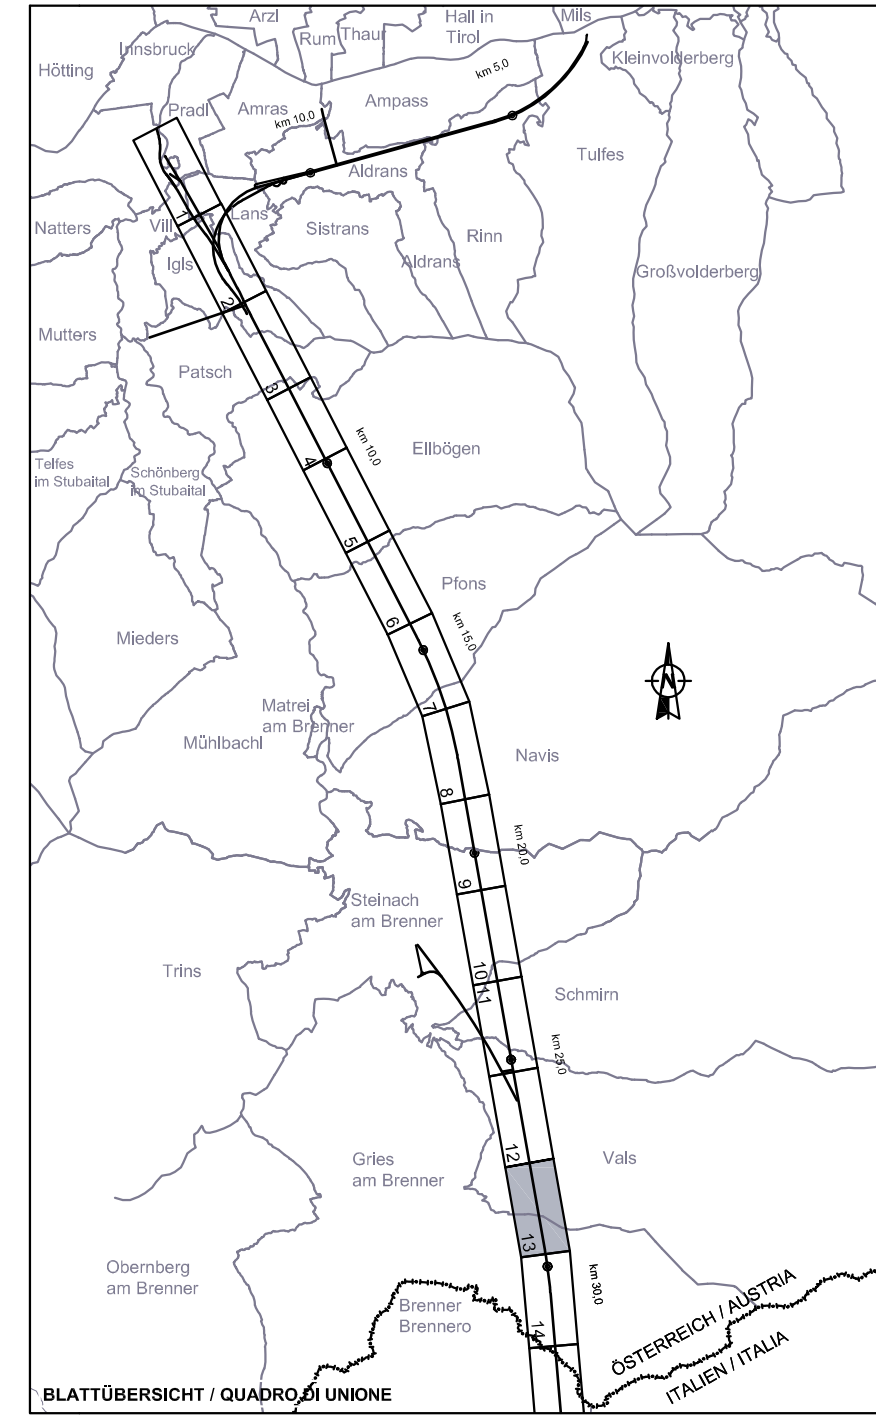 Arzl
Hall in
Tirol
Mils
Innsbruck
Rum
Thaur
Hötting
Kleinvolderberg
km 5,0
Pradl
Amras
Ampass
km 10,0
Tulfes
Aldrans
Natters
Vill
Lans
Sistrans
Rinn
1
Igls
Aldrans
Großvolderberg
2
Mutters
Patsch
3
km 10,0
Ellbögen
4
Telfes
im Stubaital
Schönberg
im Stubaital
5
Pfons
6
km 15,0
Mieders
N
Matrei
am Brenner
7
Mühlbachl
Navis
8
km 20,0
9
Steinach
am Brenner
Trins
10
11
Schmirn
km 25,0
12
Gries
am Brenner
Vals
13
Obernberg
am Brenner
km 30,0
Brenner
Brennero
14
ÖSTERREICH / AUSTRIA
ITALIEN / ITALIA
BLATTÜBERSICHT / QUADRO DI UNIONE